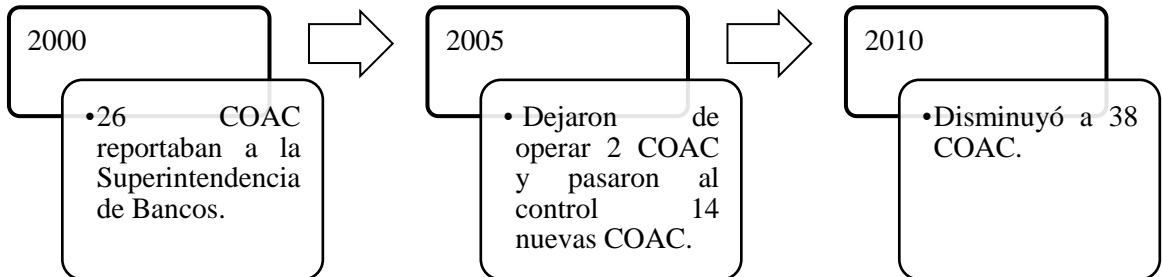 2000
•26 COAC
reportaban a la
Superintendencia
de Bancos.
2005
• Dejaron de
operar 2 COAC
y pasaron al
control 14
nuevas COAC.
2010
•Disminuyó a 38
COAC.